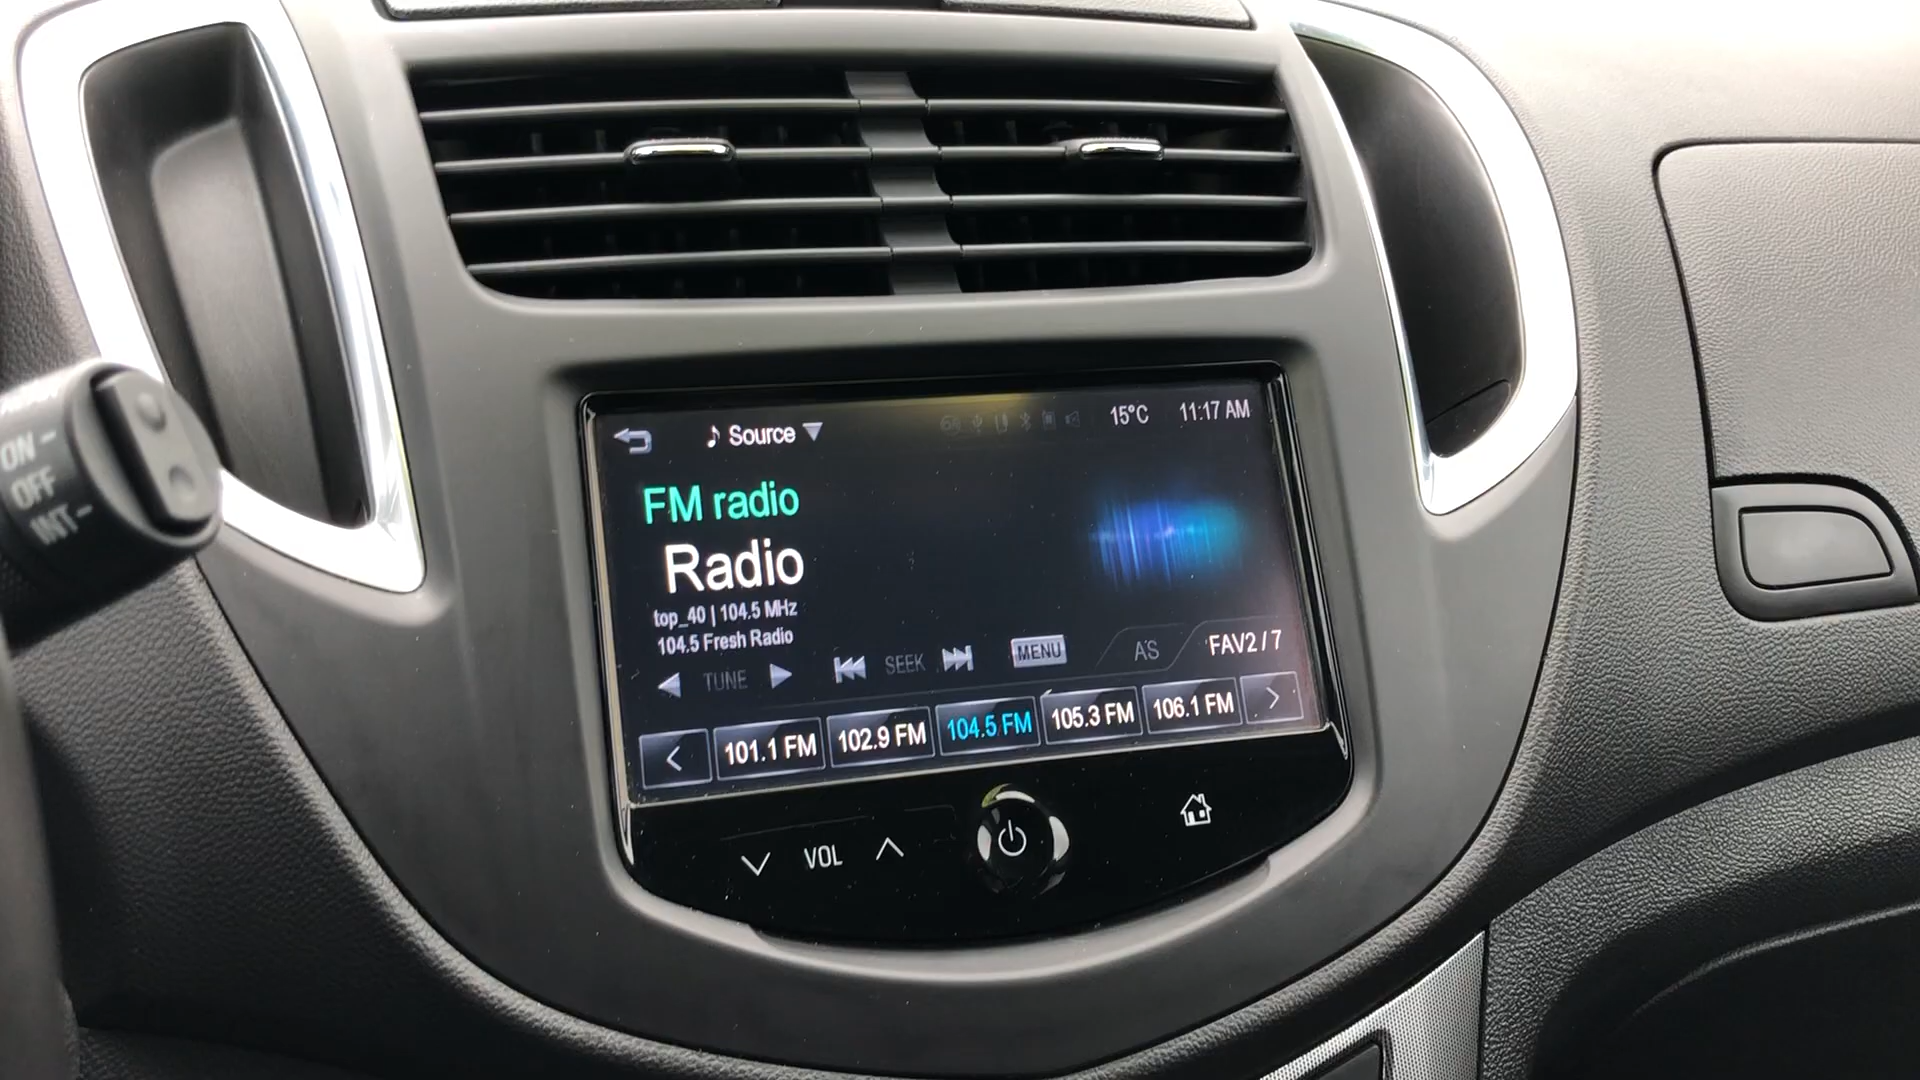 Source
15°C
11:17 AM
FM radio
Radio
top_40 | 104.5 MHz
104.5 Fresh Radio
TUNE
SEEK
MENU
AS
FAV2 / 7
101.1 FM
102.9 FM
104.5 FM
105.3 FM
106.1 FM
VOL
ON
OFF
INT